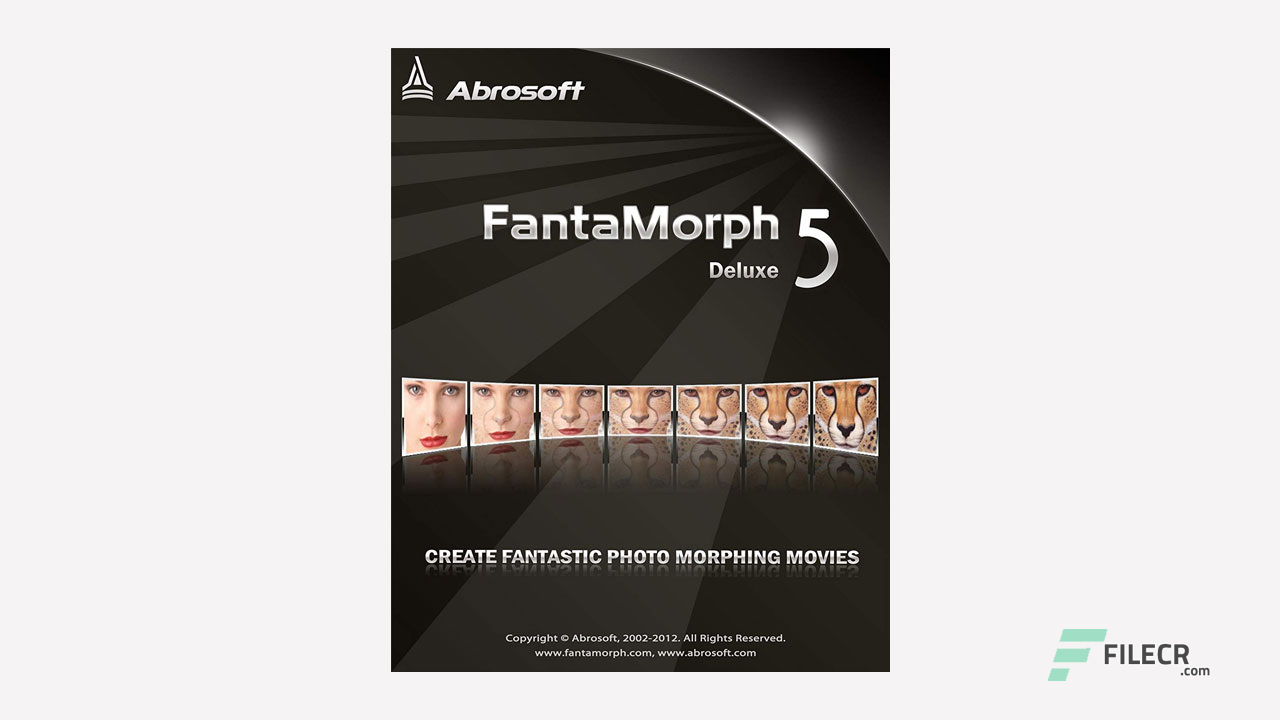 Abrosoft
FantaMorph 5
Deluxe
CREATE FANTASTIC PHOTO MORPHING MOVIES
Copyright © Abrosoft, 2002-2012. All Rights Reserved.
www.fantamorph.com, www.abrosoft.com
FILECR
.com